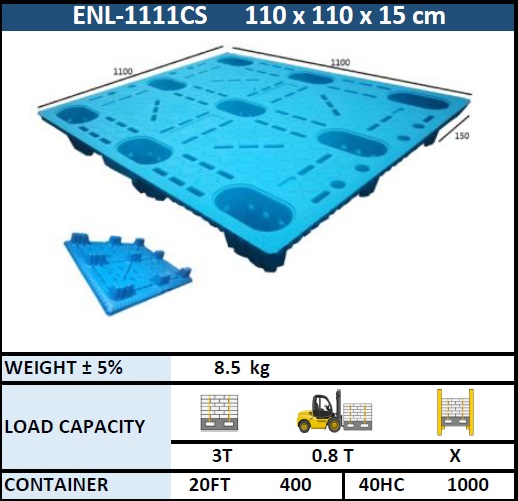 ENL-1111CS 110 x 110 x 15 cm
1100
1100
150
WEIGHT ± 5% 8.5 kg
LOAD CAPACITY
3T 0.8 T X
CONTAINER 20FT 400 40HC 1000